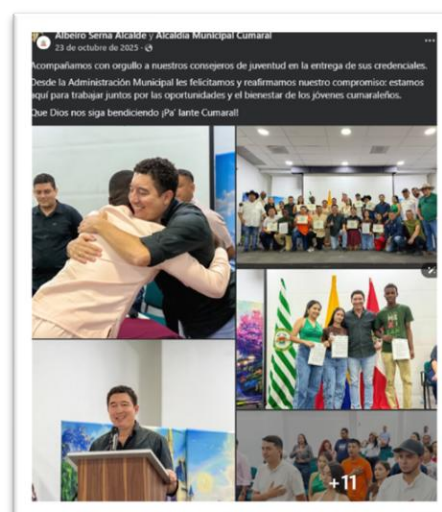 Albeiro Serna Alcalde y Alcaldía Municipal Cumaral
23 de octubre de 2025 ·
Acompañamos con orgullo a nuestros consejeros de juventud en la entrega de sus credenciales.
Desde la Administración Municipal les felicitamos y reafirmamos nuestro compromiso: estamos
aquí para trabajar juntos por las oportunidades y el bienestar de los jóvenes cumaraleños.
Que Dios nos siga bendiciendo ¡Pa' lante Cumaral!
+11